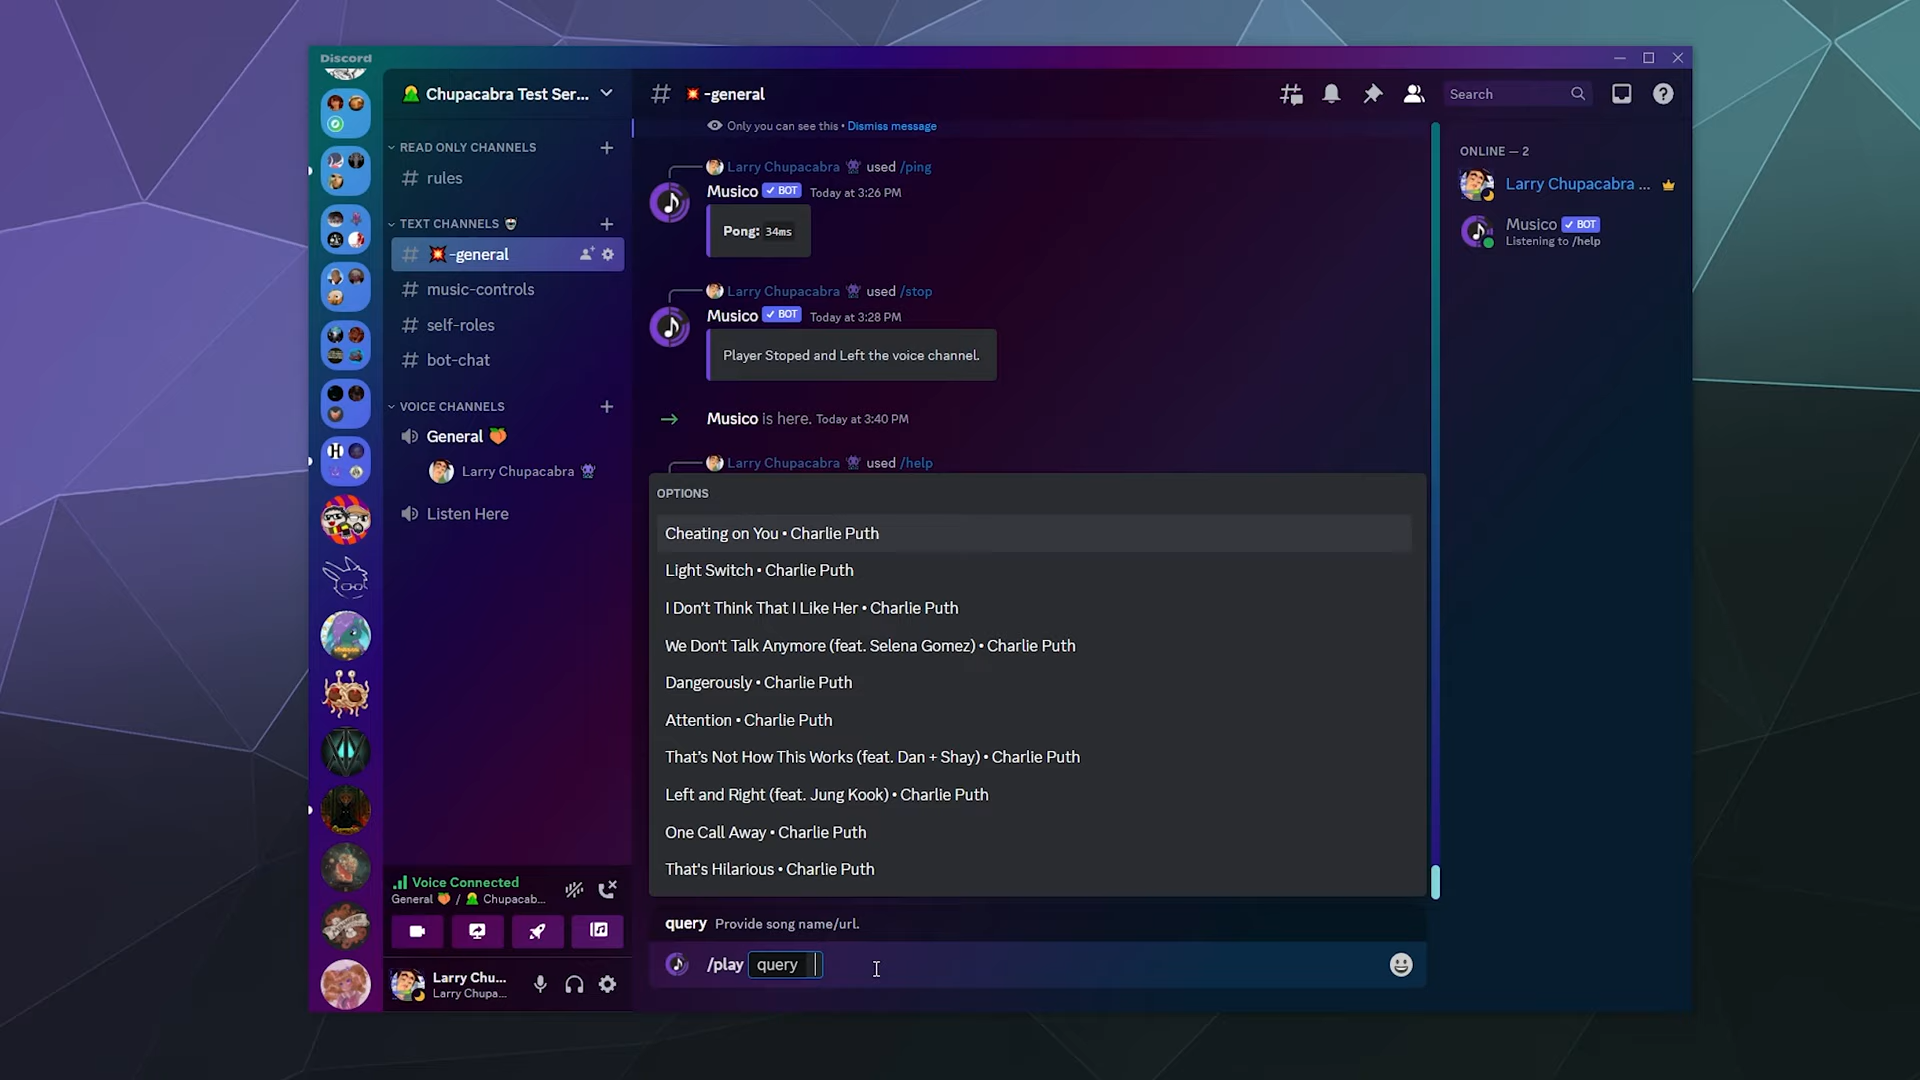 Discord
Chupacabra Test Ser...
READ ONLY CHANNELS
rules
TEXT CHANNELS
-general
music-controls
self-roles
bot-chat
VOICE CHANNELS
General
Larry Chupacabra
Listen Here
Voice Connected
General / Chupacab...
Larry Chu...
Larry Chupa...
-general
Search
Only you can see this • Dismiss message
Larry Chupacabra used /ping
Musico BOT Today at 3:26 PM
Pong: 34ms
Larry Chupacabra used /stop
Musico BOT Today at 3:28 PM
Player Stoped and Left the voice channel.
Musico is here. Today at 3:40 PM
Larry Chupacabra used /help
OPTIONS
Cheating on You • Charlie Puth
Light Switch • Charlie Puth
I Don't Think That I Like Her • Charlie Puth
We Don't Talk Anymore (feat. Selena Gomez) • Charlie Puth
Dangerously • Charlie Puth
Attention • Charlie Puth
That's Not How This Works (feat. Dan + Shay) • Charlie Puth
Left and Right (feat. Jung Kook) • Charlie Puth
One Call Away • Charlie Puth
That's Hilarious • Charlie Puth
query Provide song name/url.
/play query
ONLINE — 2
Larry Chupacabra ...
Musico BOT
Listening to /help